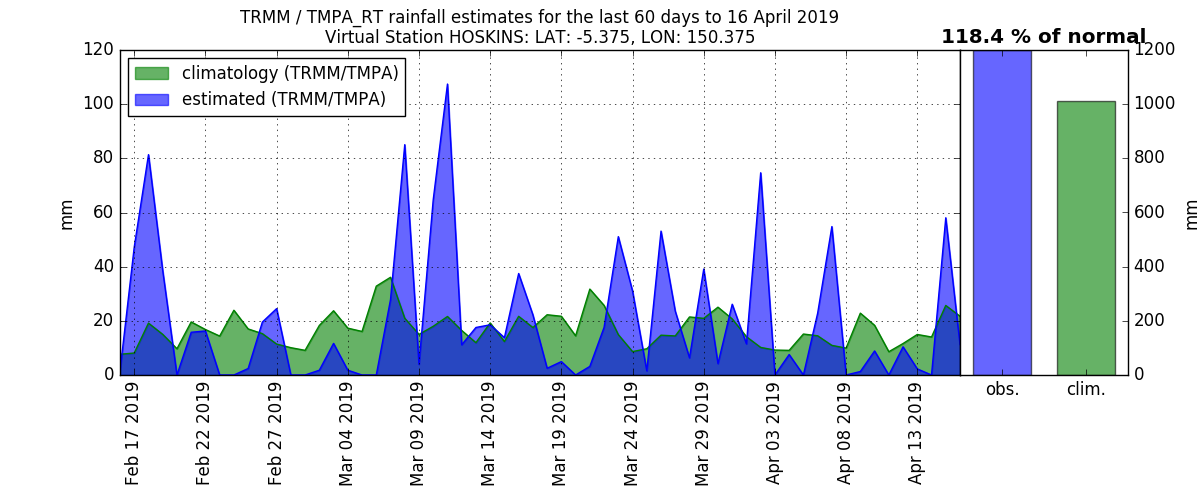 TRMM / TMPA_RT rainfall estimates for the last 60 days to 16 April 2019
Virtual Station HOSKINS: LAT: -5.375, LON: 150.375
118.4 % of normal
climatology (TRMM/TMPA)
estimated (TRMM/TMPA)
120
100
80
60
40
20
0
mm
1200
1000
800
600
400
200
0
mm
Feb 17 2019
Feb 22 2019
Feb 27 2019
Mar 04 2019
Mar 09 2019
Mar 14 2019
Mar 19 2019
Mar 24 2019
Mar 29 2019
Apr 03 2019
Apr 08 2019
Apr 13 2019
obs.
clim.